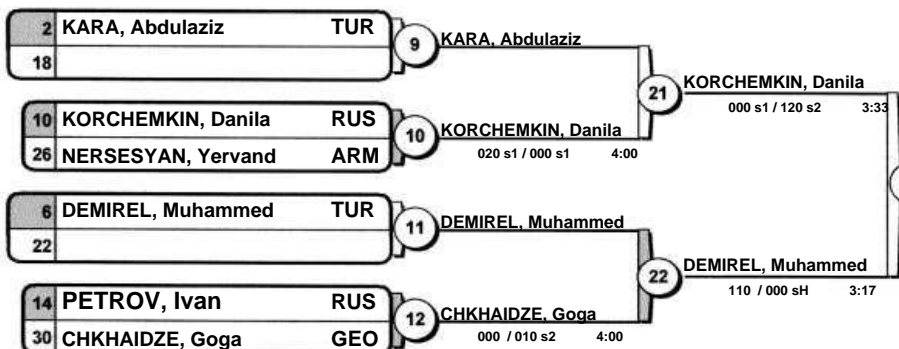 2 KARA, Abdulaziz TUR
18
9
KARA, Abdulaziz
10 KORCHEMKIN, Danila RUS
26 NERSESYAN, Yervand ARM
10
KORCHEMKIN, Danila
020 s1 / 000 s1 4:00
21
KORCHEMKIN, Danila
000 s1 / 120 s2 3:33
6 DEMIREL, Muhammed TUR
22
11
DEMIREL, Muhammed
14 PETROV, Ivan RUS
30 CHKHAIDZE, Goga GEO
12
CHKHAIDZE, Goga
000 / 010 s2 4:00
22
DEMIREL, Muhammed
110 / 000 sH 3:17